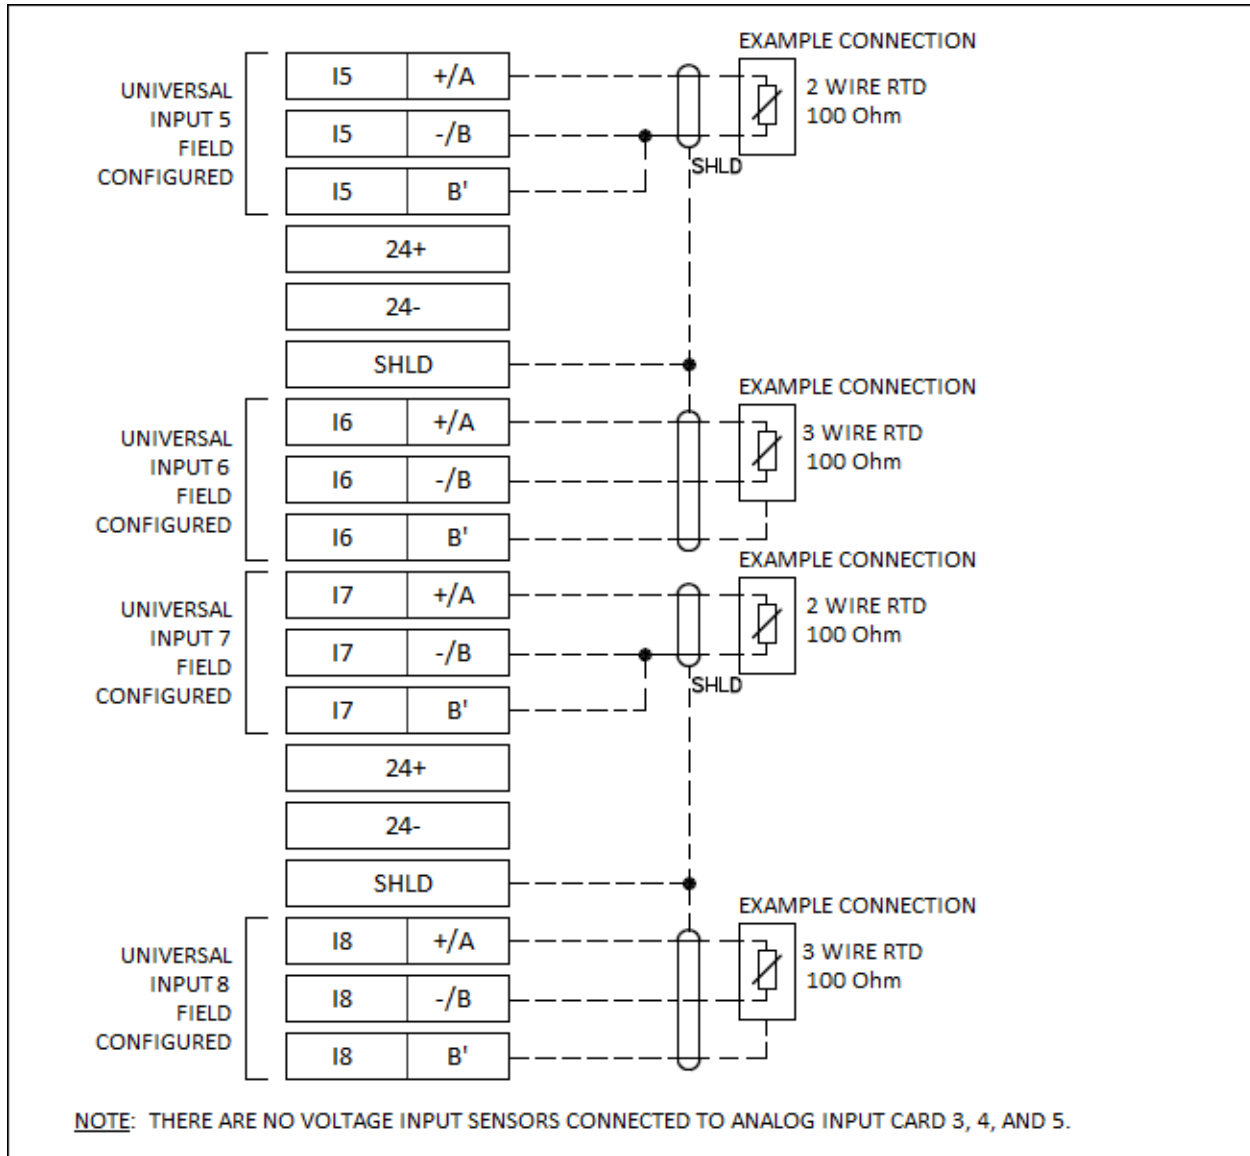 EXAMPLE CONNECTION
UNIVERSAL
INPUT 5
FIELD
CONFIGURED
I5 +/A
I5 -/B
I5 B'
2 WIRE RTD
100 Ohm
SHLD
24+
24-
SHLD
EXAMPLE CONNECTION
UNIVERSAL
INPUT 6
FIELD
CONFIGURED
I6 +/A
I6 -/B
I6 B'
3 WIRE RTD
100 Ohm
EXAMPLE CONNECTION
UNIVERSAL
INPUT 7
FIELD
CONFIGURED
I7 +/A
I7 -/B
I7 B'
2 WIRE RTD
100 Ohm
SHLD
24+
24-
SHLD
EXAMPLE CONNECTION
UNIVERSAL
INPUT 8
FIELD
CONFIGURED
I8 +/A
I8 -/B
I8 B'
3 WIRE RTD
100 Ohm
NOTE: THERE ARE NO VOLTAGE INPUT SENSORS CONNECTED TO ANALOG INPUT CARD 3, 4, AND 5.